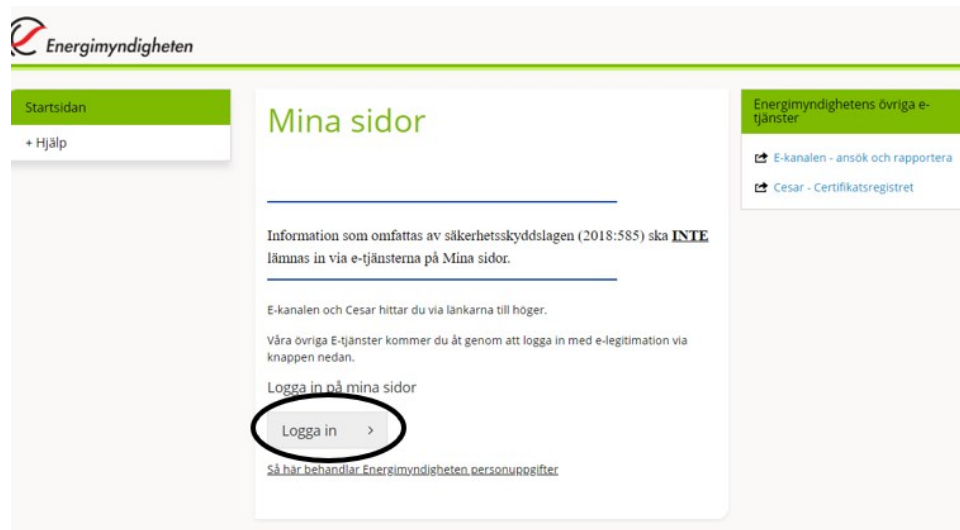 Energimyndigheten
Startsidan
+ Hjälp
Mina sidor
Information som omfattas av säkerhetsskyddslagen (2018:585) ska INTE
lämnas in via e-tjänsterna på Mina sidor.
E-kanalen och Cesar hittar du via länkarna till höger.
Våra övriga E-tjänster kommer du åt genom att logga in med e-legitimation via
knappen nedan.
Logga in på mina sidor
Logga in >
Så här behandlar Energimyndigheten personuppgifter
Energimyndighetens övriga e-
tjänster
E-kanalen - ansök och rapportera
Cesar - Certifikatsregistret